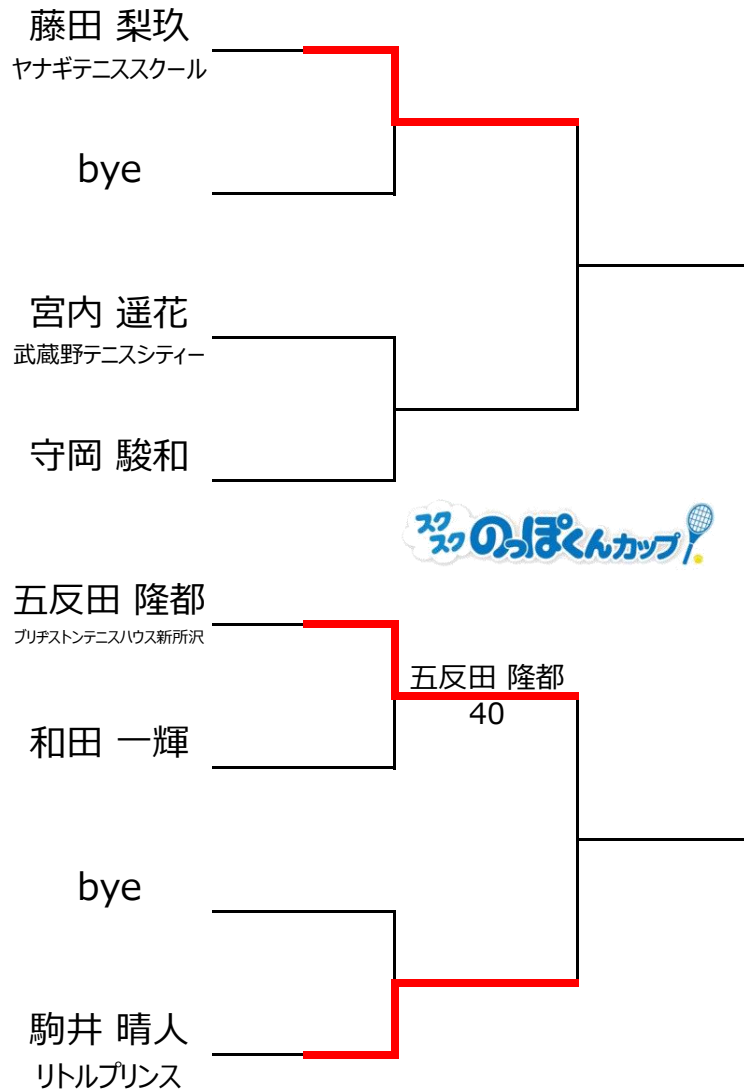 藤田 梨玖
ヤナギテニススクール
bye
宮内 遥花
武蔵野テニスシティー
守岡 駿和
スクスク のっぽくんカップ
五反田 隆都
ブリヂストンテニスハウス新所沢
五反田 隆都
40
和田 一輝
bye
駒井 晴人
リトルプリンス